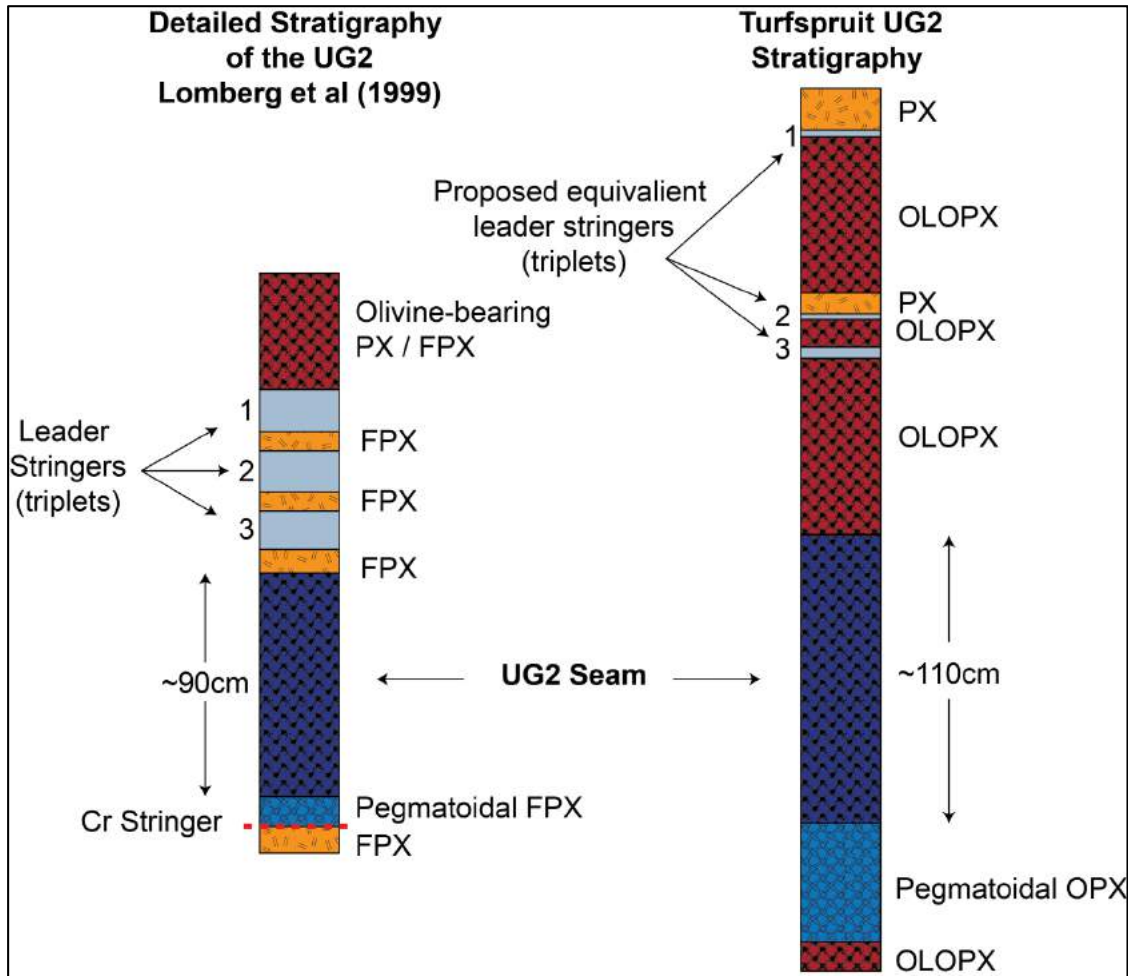 Detailed Stratigraphy
of the UG2
Lomberg et al (1999)
Olivine-bearing
PX / FPX
1
Leader
Stringers
(triplets)
FPX
2
FPX
3
FPX
~90cm
Cr Stringer
Pegmatoidal FPX
FPX
UG2 Seam
Turfspruit UG2
Stratigraphy
PX
1
Proposed equivalient
leader stringers
(triplets)
OLOPX
PX
2
OLOPX
3
OLOPX
~110cm
Pegmatoidal OPX
OLOPX